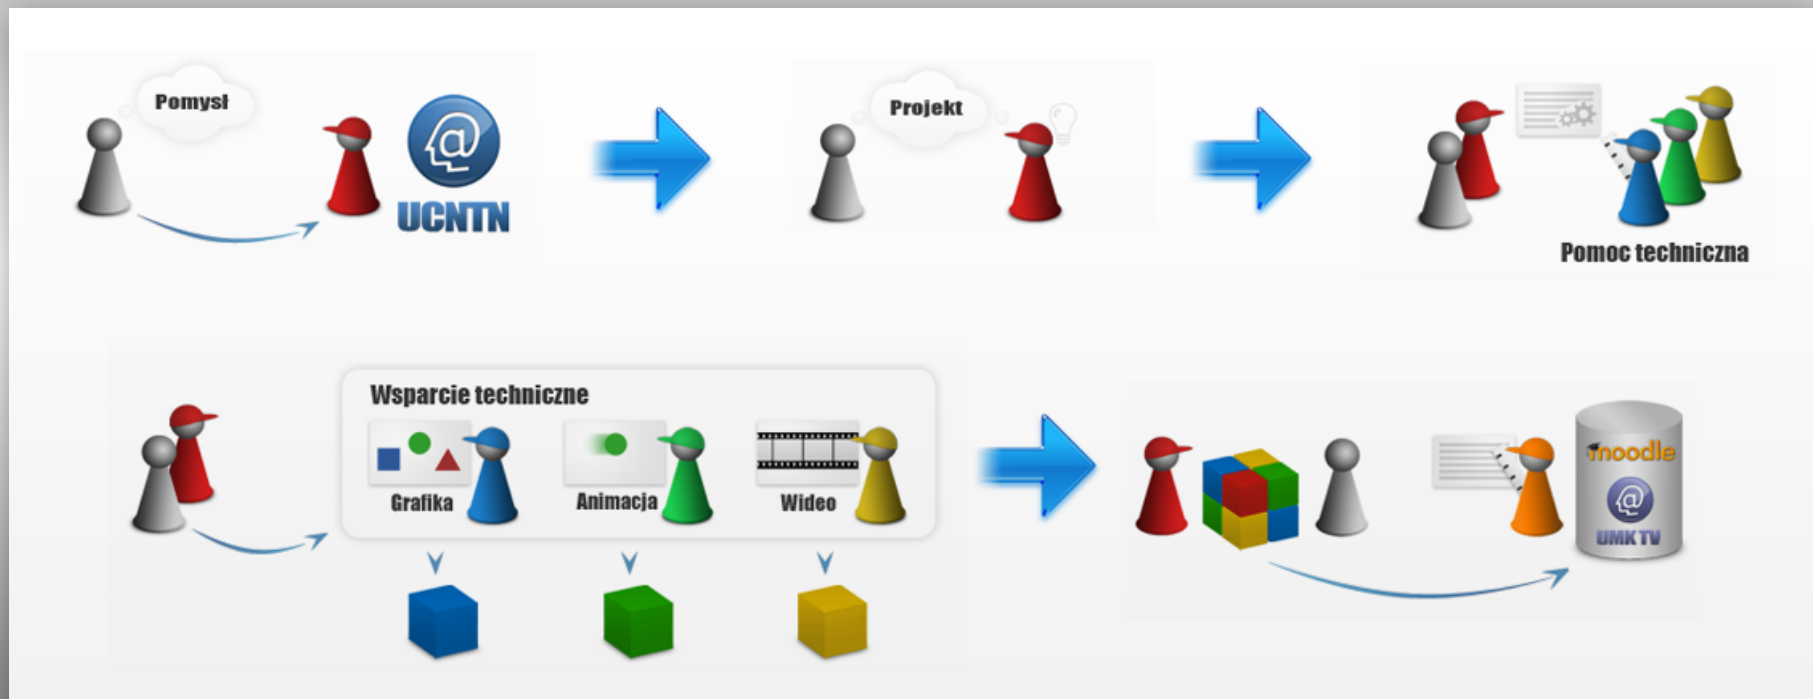 Pomysł
@
UCNTN
Projekt
Pomoc techniczna
Wsparcie techniczne
Grafika
Animacja
Wideo
moodle
@
UMK TV